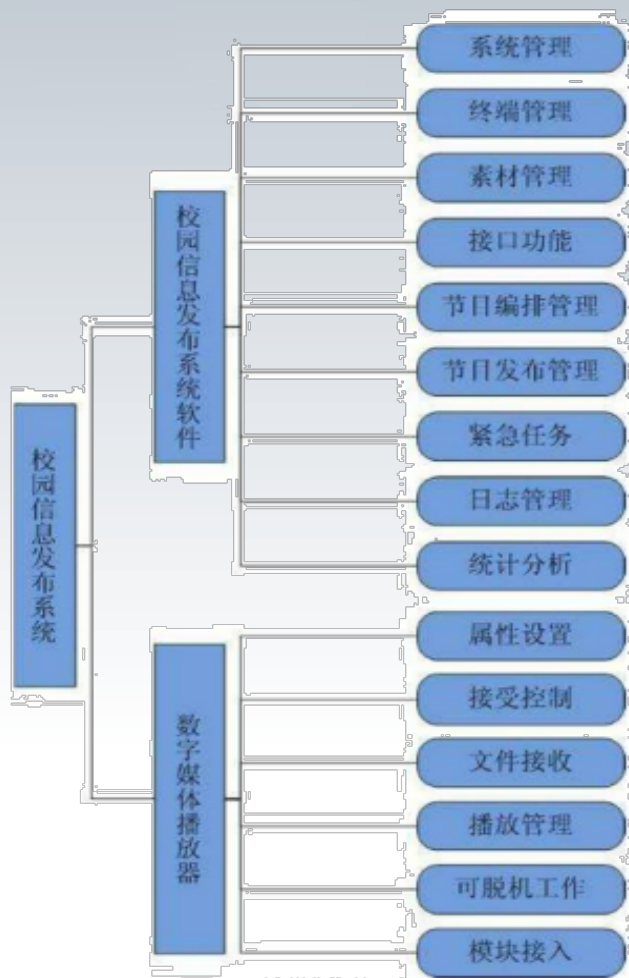 校园信息发布系统
校园信息发布系统软件
系统管理
终端管理
素材管理
接口功能
节目编排管理
节目发布管理
紧急任务
日志管理
统计分析
数字媒体播放器
属性设置
接受控制
文件接收
播放管理
可脱机工作
模块接入